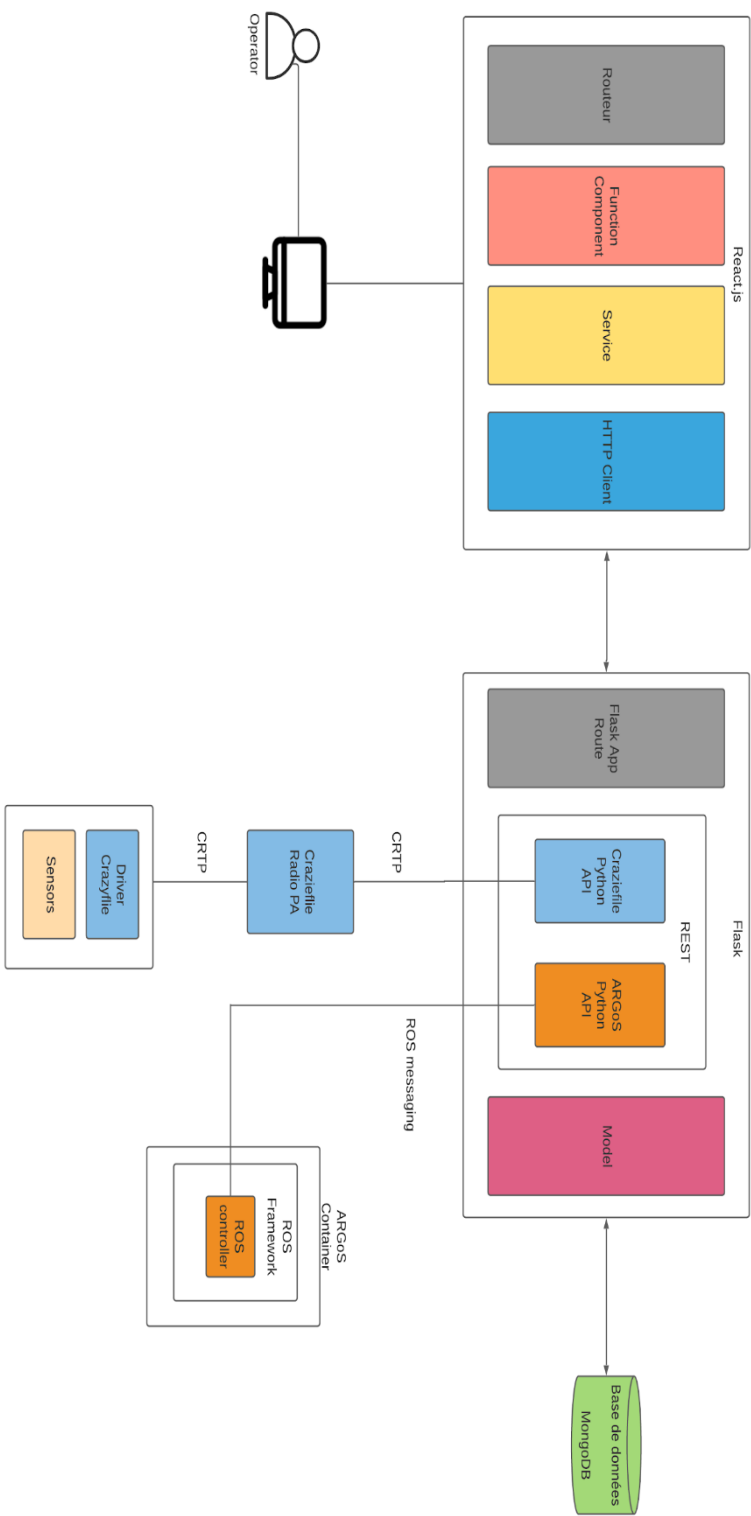 React.js
Routeur
Function
Component
Service
HTTP Client
Operator
Flask
Flask App
Route
REST
Craziefile
Python
API
ARGoS
Python
API
Model
Base de données
MongoDB
CRTP
Crazieflie
Radio PA
CRTP
Driver
Crazyflie
Sensors
ROS messaging
ARGoS
Container
ROS
Framework
ROS
controller